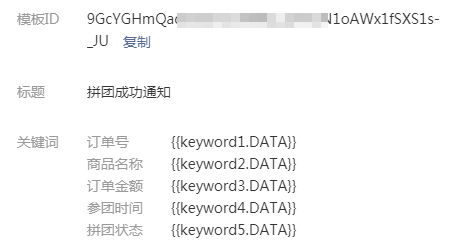 模板ID 9GcYGHmQa N1oAWx1fSXS1s-
_JU 复制
标题 拼团成功通知
关键词 订单号 {{keyword1.DATA}}
商品名称 {{keyword2.DATA}}
订单金额 {{keyword3.DATA}}
参团时间 {{keyword4.DATA}}
拼团状态 {{keyword5.DATA}}